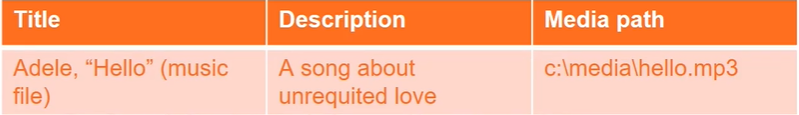 Title Description Media path
Adele, “Hello” (music file) A song about unrequited love c:\media\hello.mp3